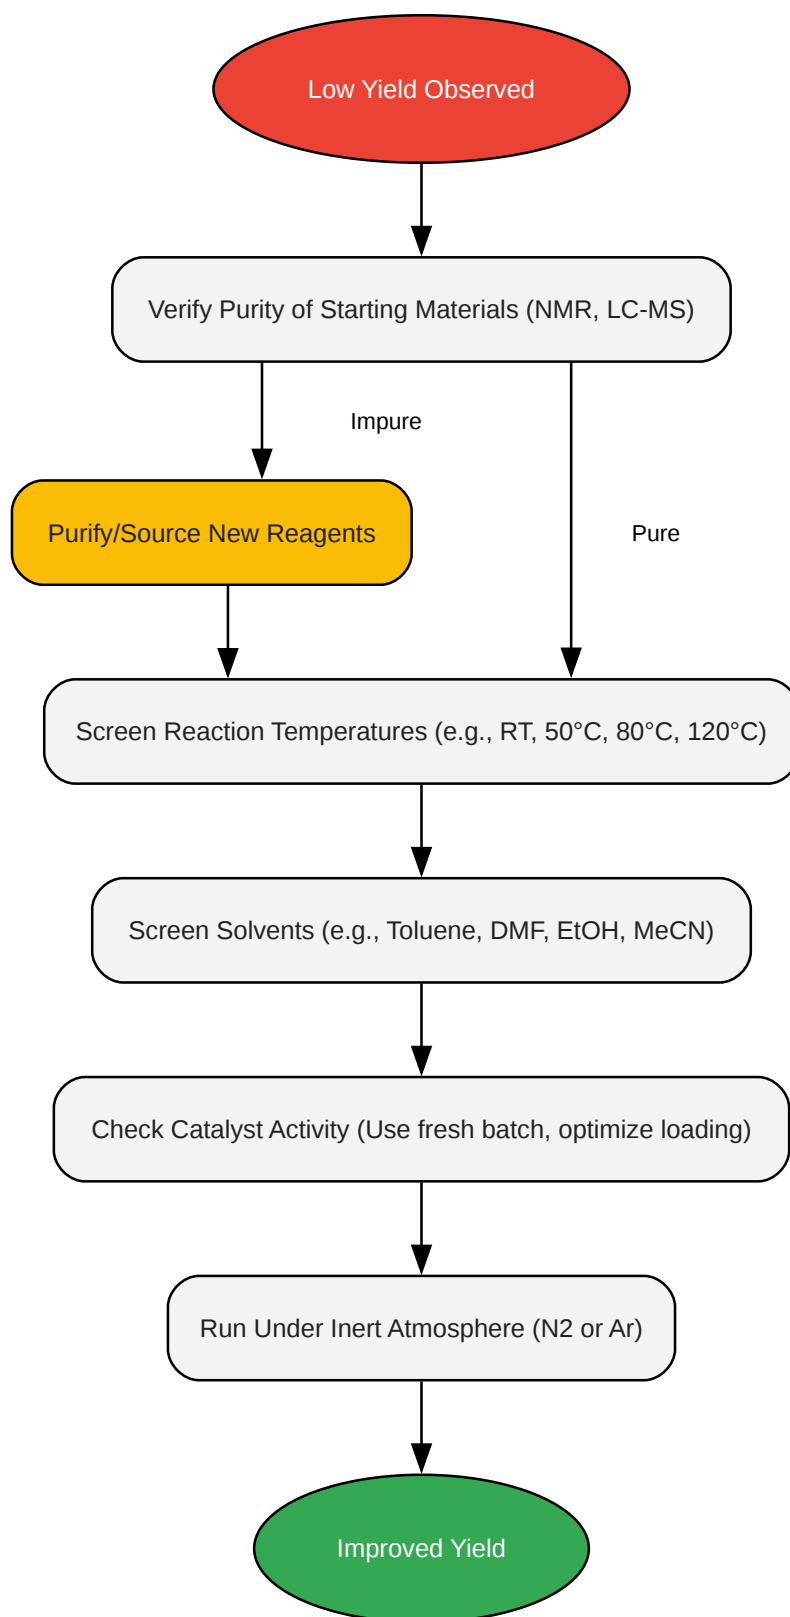 Low Yield Observed
Verify Purity of Starting Materials (NMR, LC-MS)
Impure
Purify/Source New Reagents
Pure
Screen Reaction Temperatures (e.g., RT, 50°C, 80°C, 120°C)
Screen Solvents (e.g., Toluene, DMF, EtOH, MeCN)
Check Catalyst Activity (Use fresh batch, optimize loading)
Run Under Inert Atmosphere (N2 or Ar)
Improved Yield